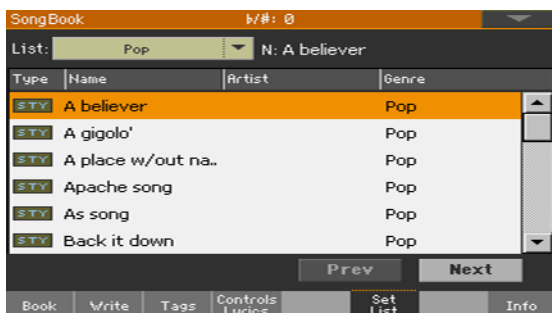 SongBook ♭/#: 0
List: Pop N: A believer
Type Name Artist Genre
STY A believer Pop
STY A gigolo' Pop
STY A place w/out na.. Pop
STY Apache song Pop
STY As song Pop
STY Back it down Pop
Prev Next
Book Write Tags Controls Lyrics Set List Info